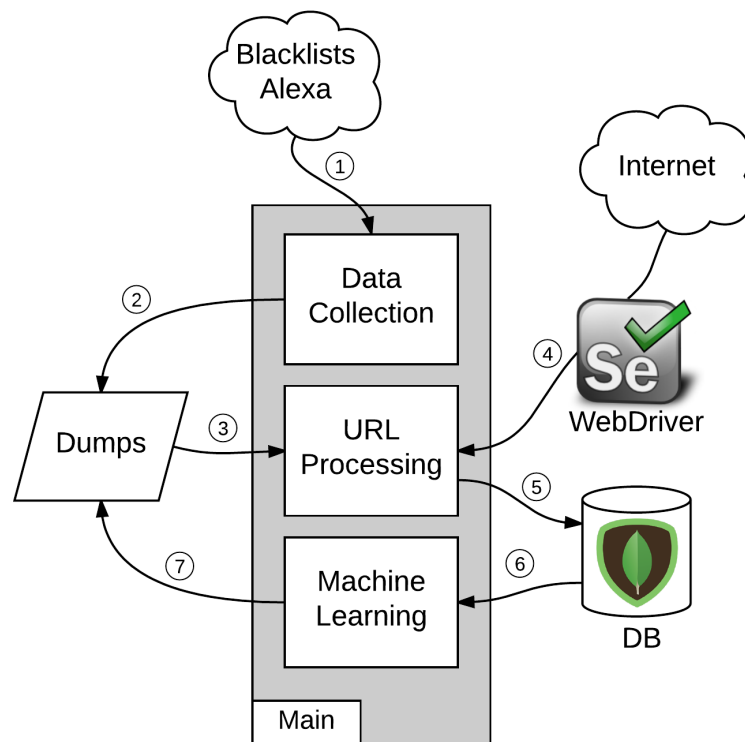 Blacklists
Alexa
Internet
1
Data
Collection
2
4
Se
WebDriver
Dumps
3
URL
Processing
5
7
Machine
Learning
6
DB
Main